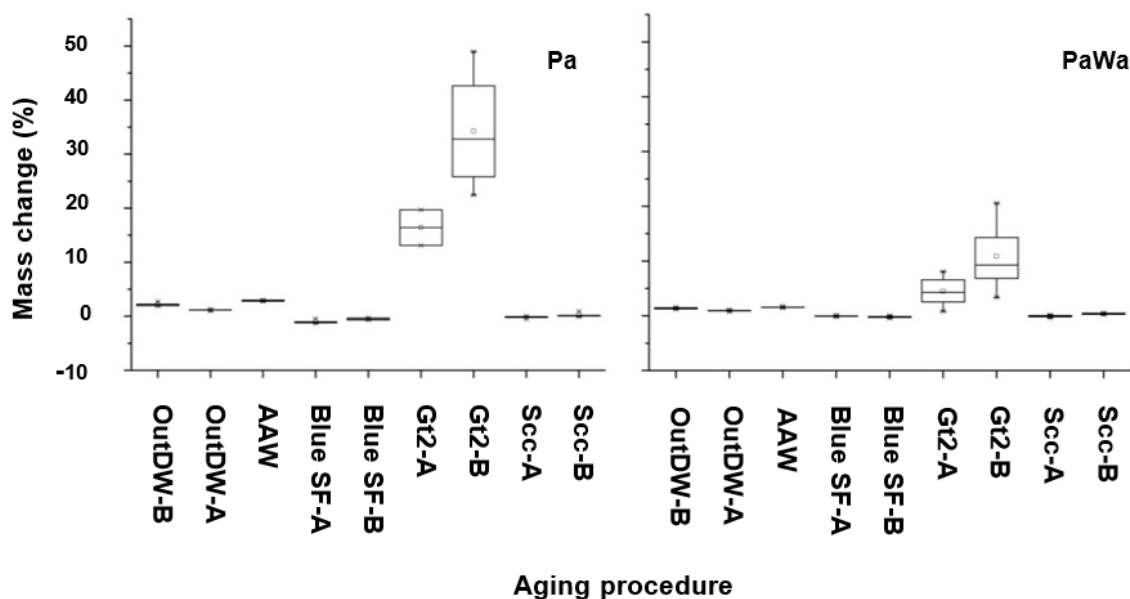 Mass change (%)
50
40
30
20
10
0
-10
Pa
PaWa
OutDW-B
OutDW-A
AAW
Blue SF-A
Blue SF-B
Gt2-A
Gt2-B
Scc-A
Scc-B
OutDW-B
OutDW-A
AAW
Blue SF-A
Blue SF-B
Gt2-A
Gt2-B
Scc-A
Scc-B
Aging procedure